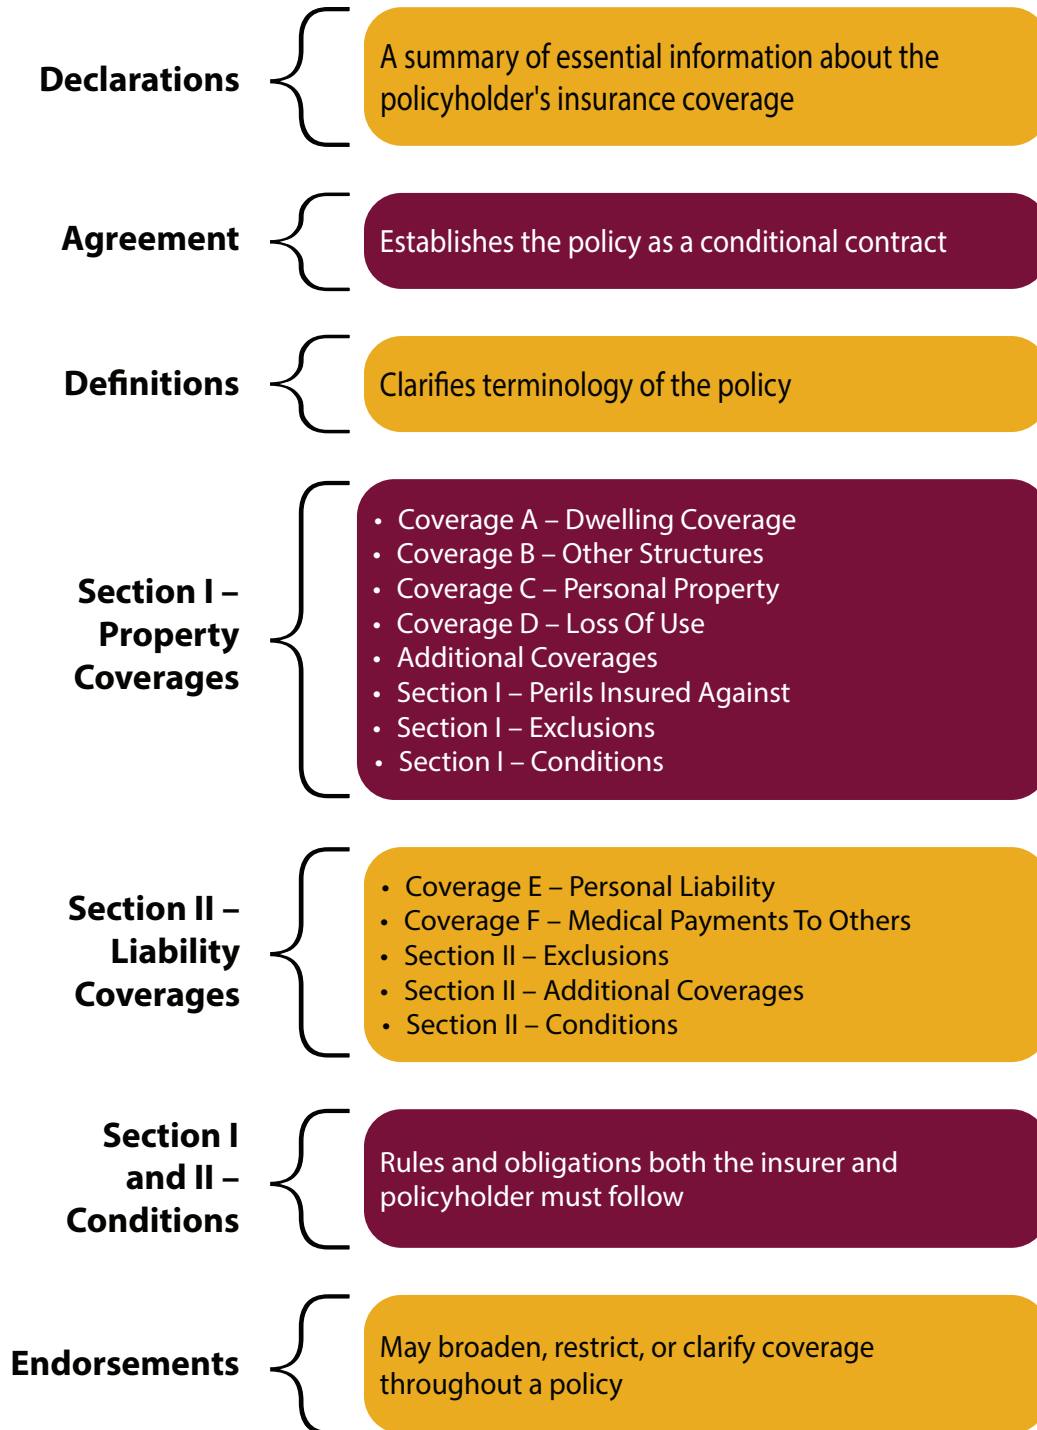 Declarations
A summary of essential information about the
policyholder's insurance coverage
Agreement
Establishes the policy as a conditional contract
Definitions
Clarifies terminology of the policy
Section I –
Property
Coverages
• Coverage A – Dwelling Coverage
• Coverage B – Other Structures
• Coverage C – Personal Property
• Coverage D – Loss Of Use
• Additional Coverages
• Section I – Perils Insured Against
• Section I – Exclusions
• Section I – Conditions
Section II –
Liability
Coverages
• Coverage E – Personal Liability
• Coverage F – Medical Payments To Others
• Section II – Exclusions
• Section II – Additional Coverages
• Section II – Conditions
Section I
and II –
Conditions
Rules and obligations both the insurer and
policyholder must follow
Endorsements
May broaden, restrict, or clarify coverage
throughout a policy